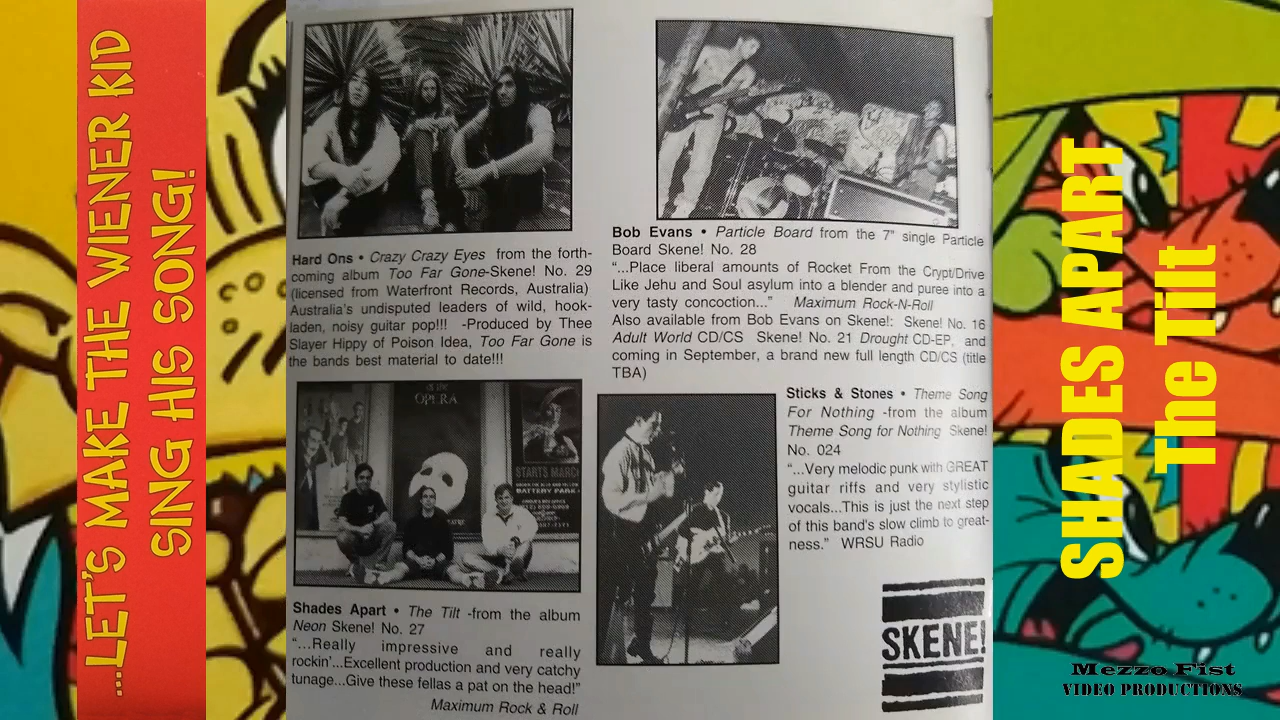 ...LET'S MAKE THE WIENER KID
SING HIS SONG!
Hard Ons • Crazy Crazy Eyes from the forth-
coming album Too Far Gone-Skene! No. 29
(licensed from Waterfront Records, Australia)
Australia's undisputed leaders of wild, hook-
laden, noisy guitar pop!!! -Produced by Thee
Slayer Hippy of Poison Idea, Too Far Gone is
the bands best material to date!!!
of the
OPERA
STARTS MARCH
BATTERY PARK
Shades Apart • The Tilt -from the album
Neon Skene! No. 27
"...Really impressive and really
rockin'...Excellent production and very catchy
tunage...Give these fellas a pat on the head!"
Maximum Rock & Roll
Bob Evans • Particle Board from the 7" single Particle
Board Skene! No. 28
"...Place liberal amounts of Rocket From the Crypt/Drive
Like Jehu and Soul asylum into a blender and puree into a
very tasty concoction..." Maximum Rock-N-Roll
Also available from Bob Evans on Skene!: Skene! No. 16
Adult World CD/CS Skene! No. 21 Drought CD-EP, and
coming in September, a brand new full length CD/CS (title
TBA)
Sticks & Stones • Theme Song
For Nothing -from the album
Theme Song for Nothing Skene!
No. 024
"...Very melodic punk with GREAT
guitar riffs and very stylistic
vocals...This is just the next step
of this band's slow climb to great-
ness." WRSU Radio
SKENE!
SHADES APART
The Tilt
Mezzo Fist
VIDEO PRODUCTIONS